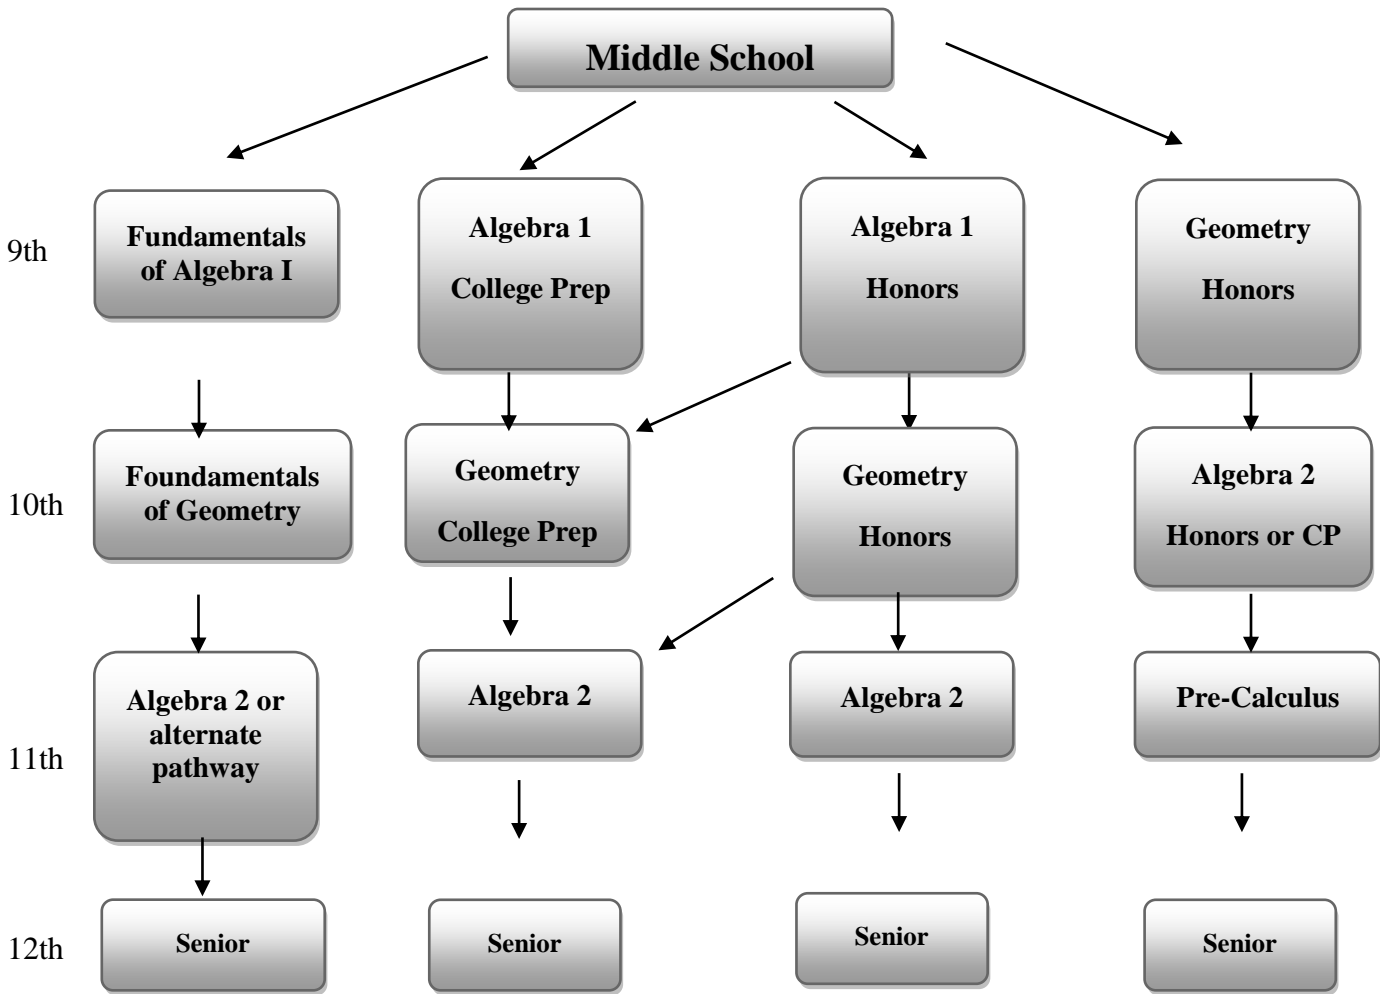 Middle School
9th
Fundamentals
of Algebra I
Algebra 1
College Prep
Algebra 1
Honors
Geometry
Honors
10th
Foundamentals
of Geometry
Geometry
College Prep
Geometry
Honors
Algebra 2
Honors or CP
11th
Algebra 2 or
alternate
pathway
Algebra 2
Algebra 2
Pre-Calculus
12th
Senior
Senior
Senior
Senior